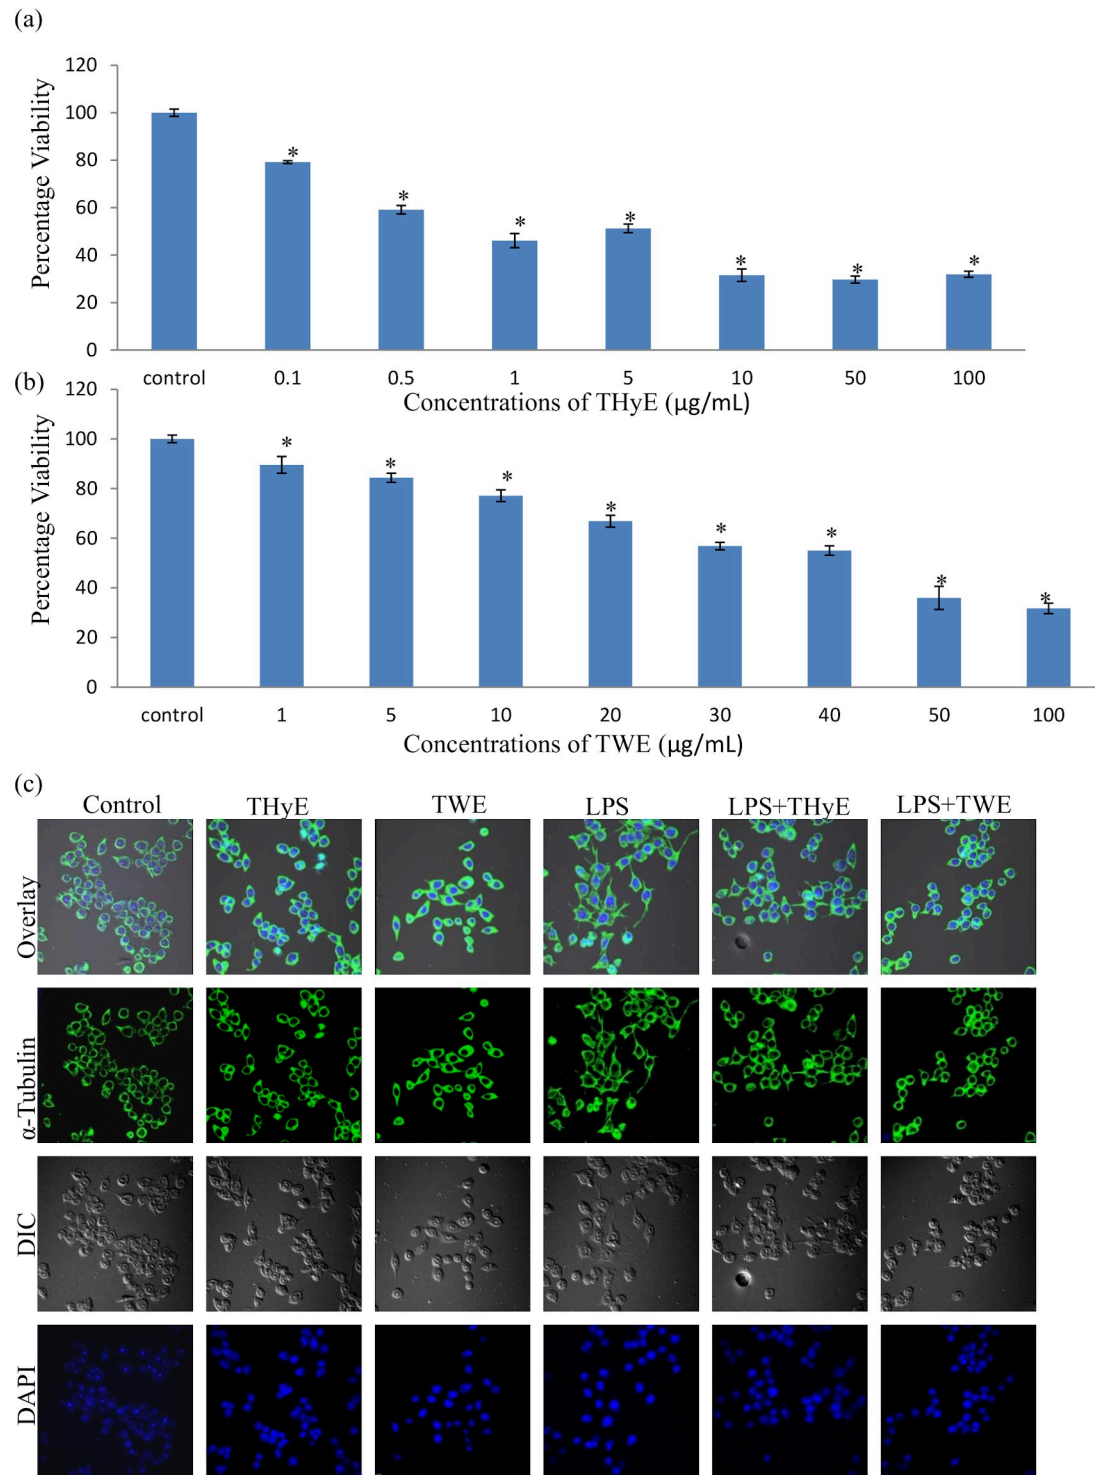 (a)
120
100
80
60
40
20
0
Percentage Viability
* * * * * * *
control 0.1 0.5 1 5 10 50 100
Concentrations of THyE (µg/mL)
(b)
120
100
80
60
40
20
0
Percentage Viability
* * * * * * * *
control 1 5 10 20 30 40 50 100
Concentrations of TWE (µg/mL)
(c)
Control THyE TWE LPS LPS+THyE LPS+TWE
Overlay
α-Tubulin
DIC
DAPI